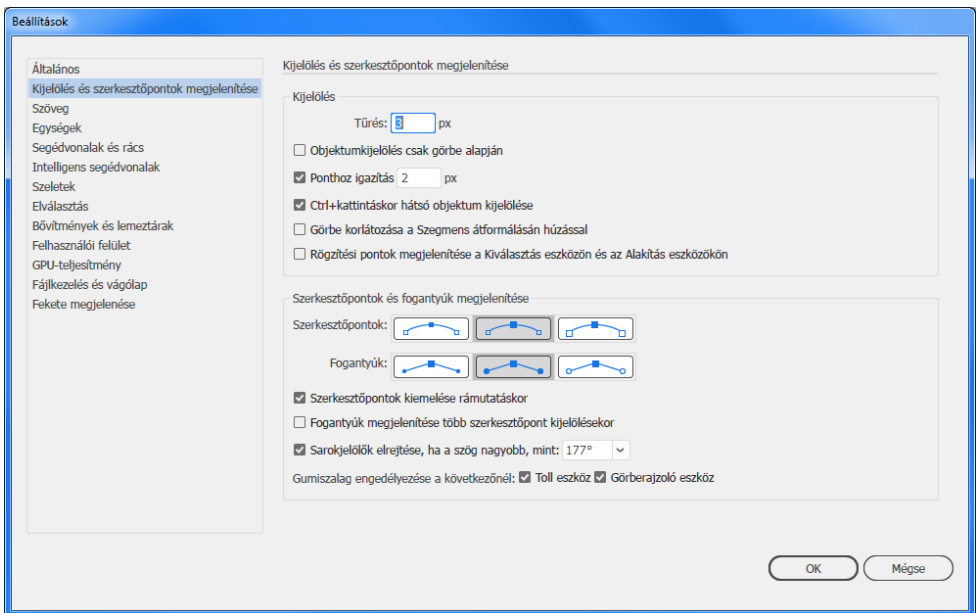 Beállítások
Általános
Kijelölés és szerkesztőpontok megjelenítése
Szöveg
Egységek
Segédvonalak és rács
Intelligens segédvonalak
Szeletek
Elválasztás
Bővítmények és lemeztárak
Felhasználói felület
GPU-teljesítmény
Fájlkezelés és vágólap
Fekete megjelenése
Kijelölés és szerkesztőpontok megjelenítése
Kijelölés
Tűrés: 3 px
Objektumkijelölés csak görbe alapján
Ponthoz igazítás 2 px
Ctrl+kattintáskor hátsó objektum kijelölése
Görbe korlátozása a Szegmens átformálásán húzással
Rögzítési pontok megjelenítése a Kiválasztás eszközön és az Alakítás eszközökön
Szerkesztőpontok és fogantyúk megjelenítése
Szerkesztőpontok:
Fogantyúk:
Szerkesztőpontok kiemelése rámutatáskor
Fogantyúk megjelenítése több szerkesztőpont kijelölésekor
Sarokjelölők elrejtése, ha a szög nagyobb, mint: 177°
Gumiszalag engedélyezése a következőnél: Toll eszköz Görberajzoló eszköz
OK Mégse